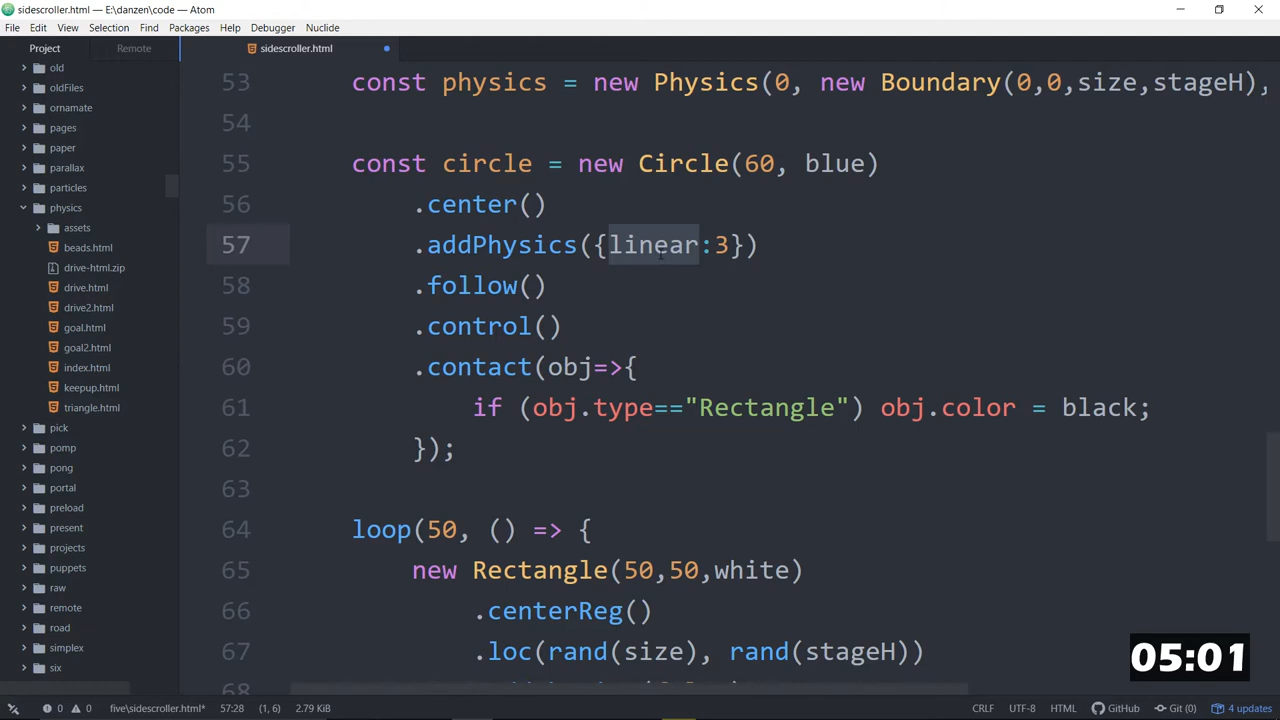 sidescroller.html — E:\danzen\code — Atom
File Edit View Selection Find Packages Help Debugger Nuclide
Project Remote sidescroller.html
old
oldFiles
ornamate
pages
paper
parallax
particles
physics
assets
beads.html
drive-html.zip
drive.html
drive2.html
goal.html
goal2.html
index.html
keepup.html
triangle.html
pick
pomp
pong
portal
preload
present
projects
puppets
raw
remote
road
simplex
six
53 const physics = new Physics(0, new Boundary(0,0,size,stageH),
54
55 const circle = new Circle(60, blue)
56 .center()
57 .addPhysics({linear:3})
58 .follow()
59 .control()
60 .contact(obj=>{
61 if (obj.type=="Rectangle") obj.color = black;
62 });
63
64 loop(50, () => {
65 new Rectangle(50,50,white)
66 .centerReg()
67 .loc(rand(size), rand(stageH))
68
05:01
0 0 five\sidescroller.html* 57:28 (1, 6) 2.79 KiB CRLF UTF-8 HTML GitHub Git (0) 4 updates